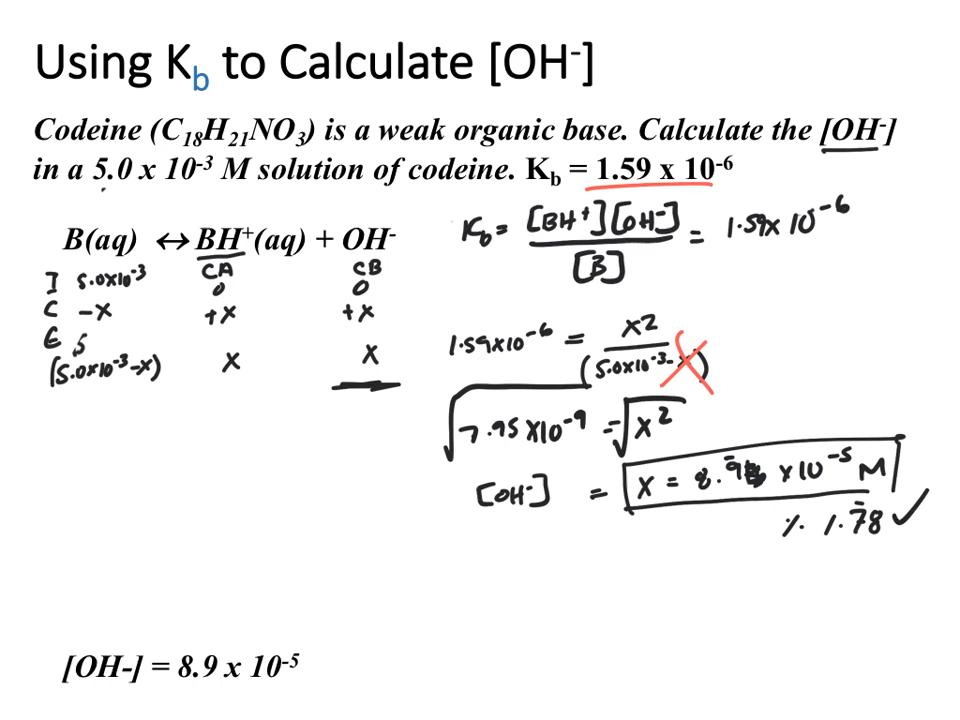 Using Kb to Calculate [OH-]
Codeine (C18H21NO3) is a weak organic base. Calculate the [OH-]
in a 5.0 x 10-3 M solution of codeine. Kb = 1.59 x 10-6
B(aq) ↔ BH+(aq) + OH-
CA CB
I 5.0x10-3 0 0
C -x +x +x
E
(5.0x10-3-x) x x
Kb = [BH+][OH-] / [B] = 1.59x10-6
1.59x10-6 = x2 / (5.0x10-3-x)
√7.95x10-9 = √x2
[OH-] = x = 8.9 x10-5 M
% 1.78 ✓
[OH-] = 8.9 x 10-5